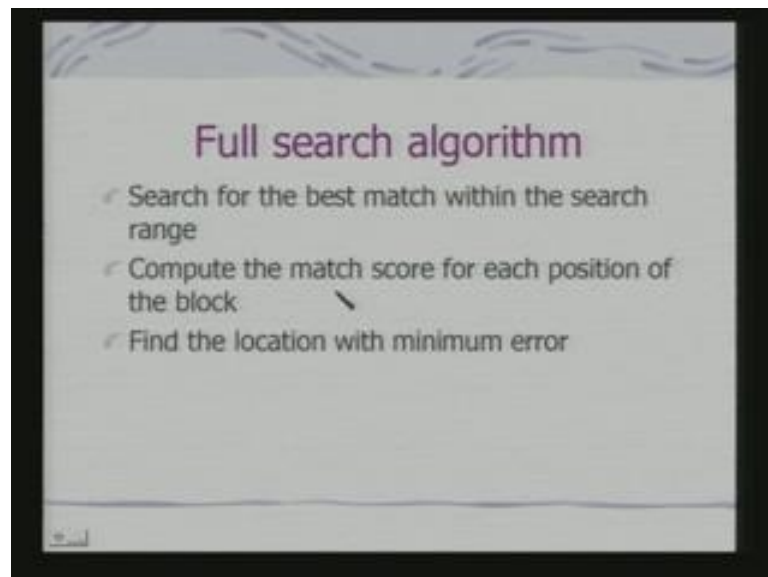 Full search algorithm
Search for the best match within the search
range
Compute the match score for each position of
the block
Find the location with minimum error